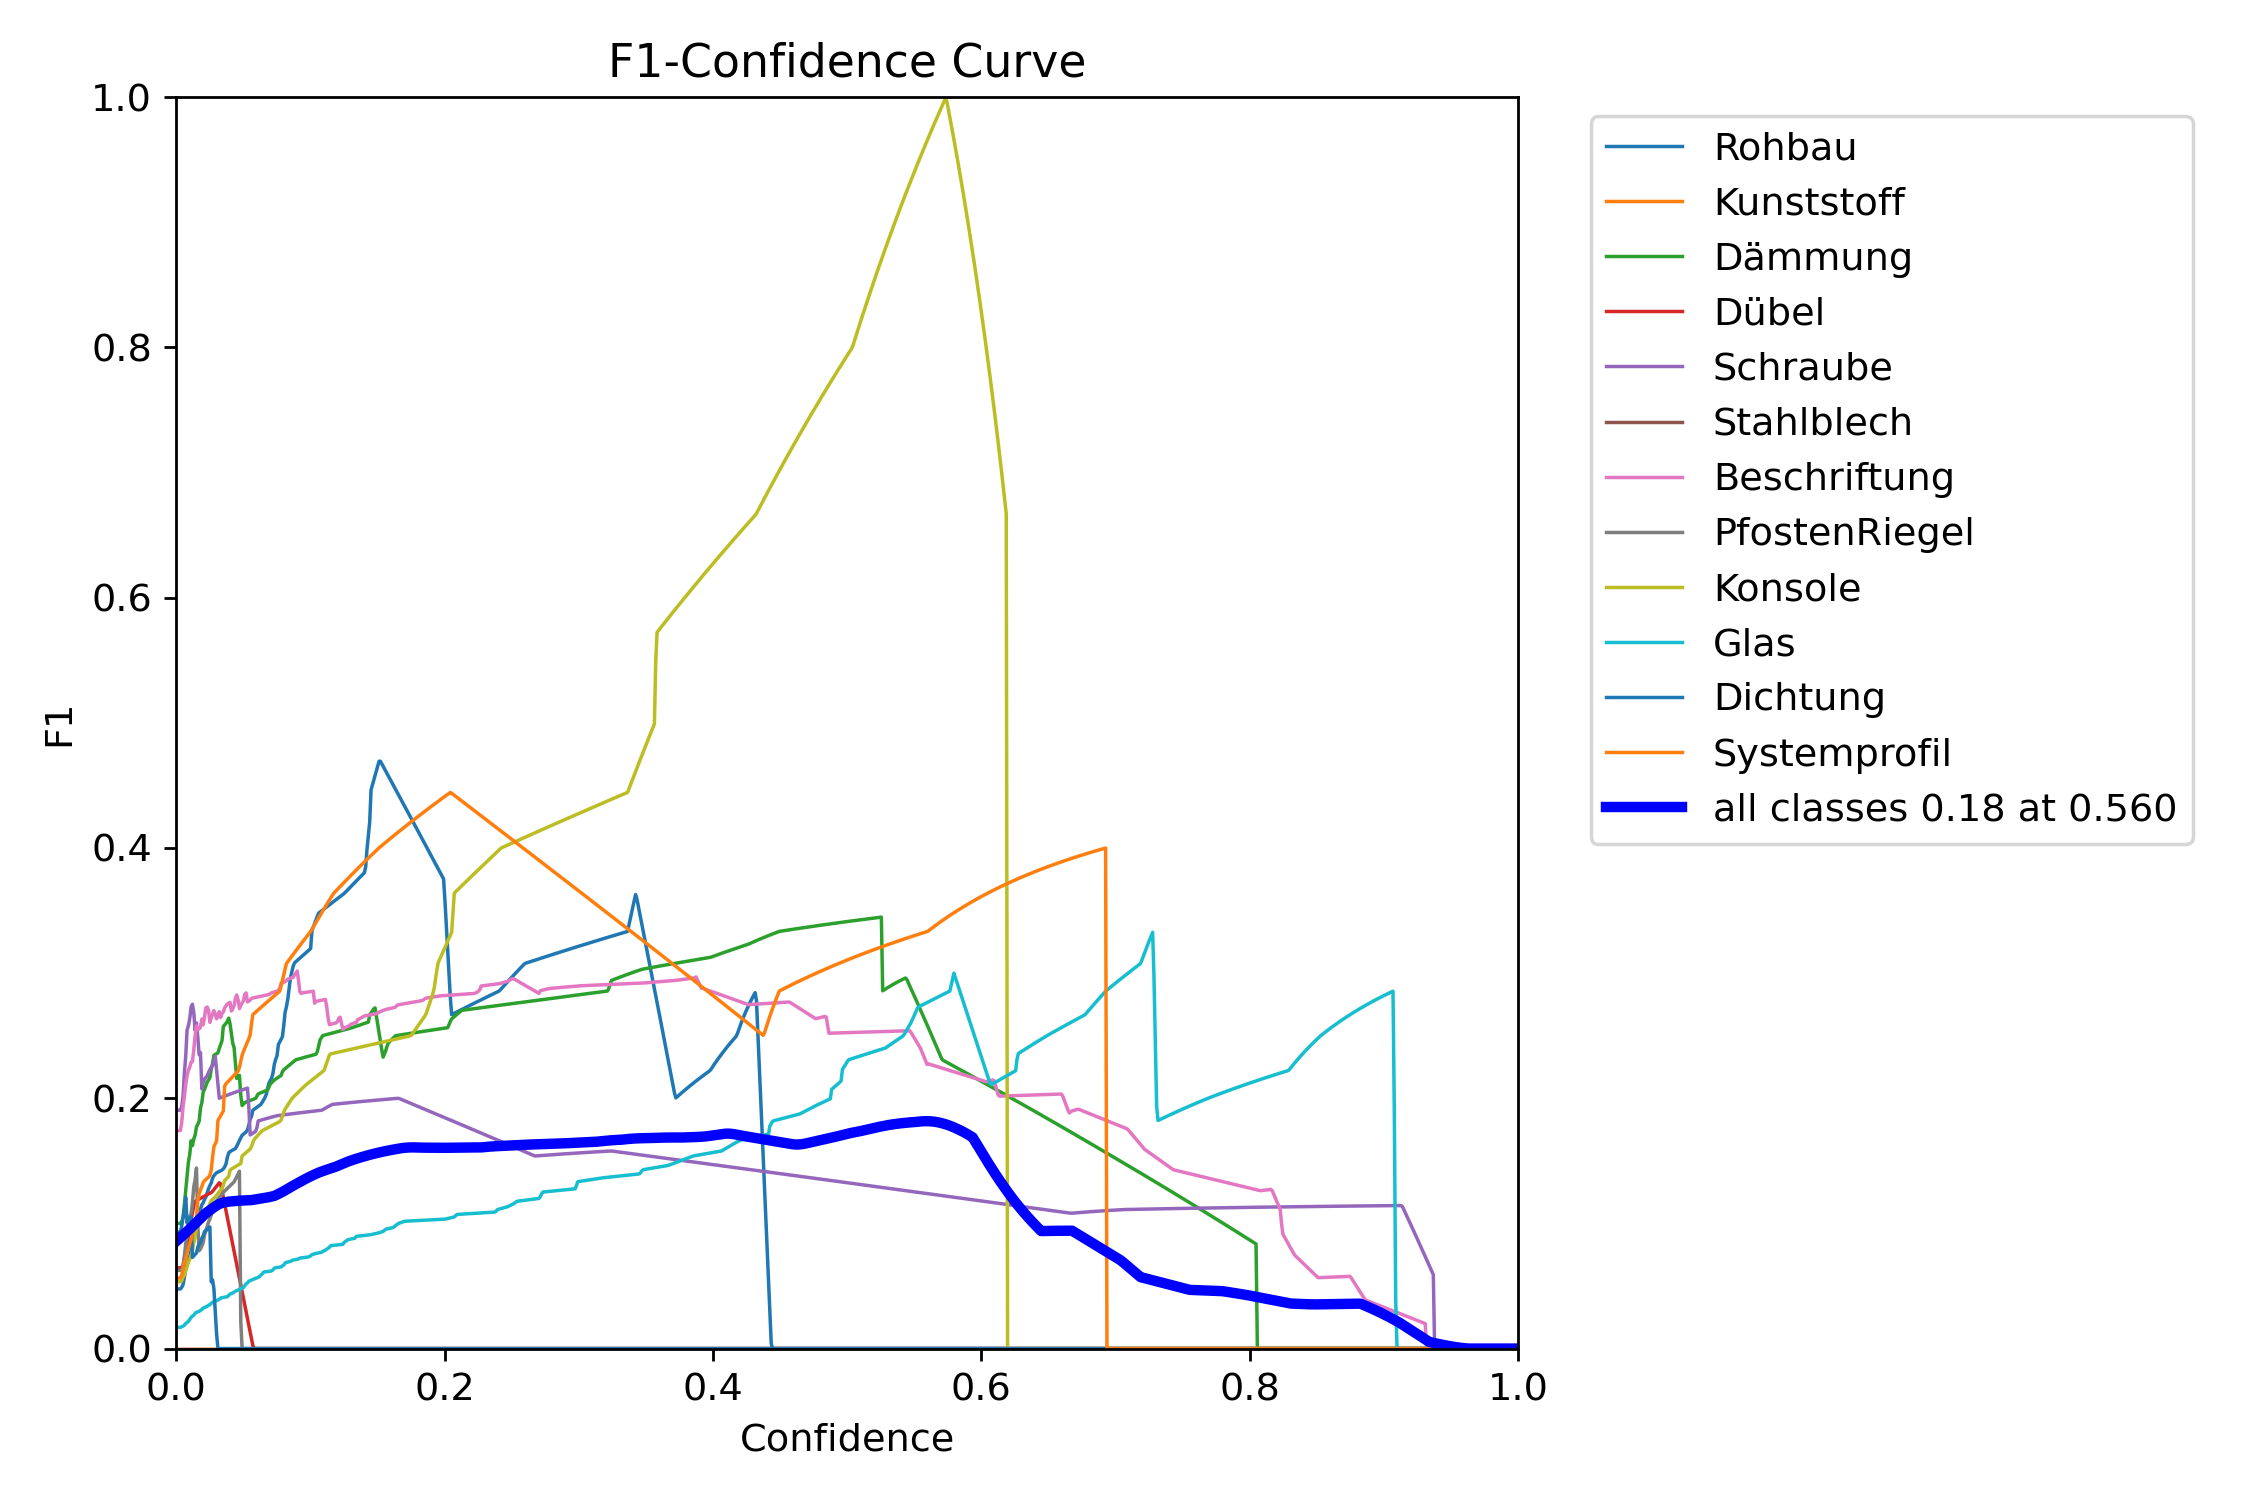 F1-Confidence Curve
1.0
0.8
0.6
0.4
0.2
0.0
F1
0.0 0.2 0.4 0.6 0.8 1.0
Confidence
Rohbau
Kunststoff
Dämmung
Dübel
Schraube
Stahlblech
Beschriftung
PfostenRiegel
Konsole
Glas
Dichtung
Systemprofil
all classes 0.18 at 0.560